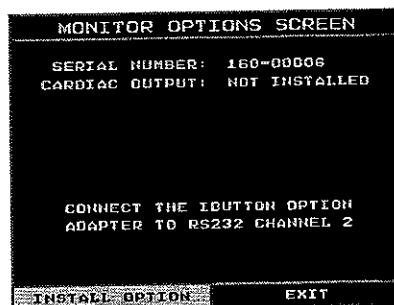 MONITOR OPTIONS SCREEN
SERIAL NUMBER: 160-00006
CARDIAC OUTPUT: NOT INSTALLED
CONNECT THE IBUTTON OPTION
ADAPTER TO RS232 CHANNEL 2
INSTALL OPTION EXIT